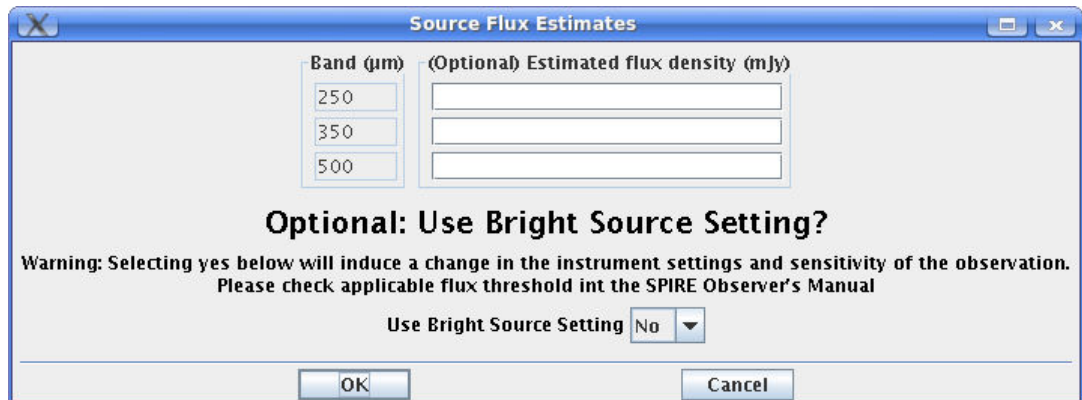 Source Flux Estimates
Band (μm) (Optional) Estimated flux density (mJy)
250
350
500
Optional: Use Bright Source Setting?
Warning: Selecting yes below will induce a change in the instrument settings and sensitivity of the observation.
Please check applicable flux threshold int the SPIRE Observer's Manual
Use Bright Source Setting No
OK Cancel